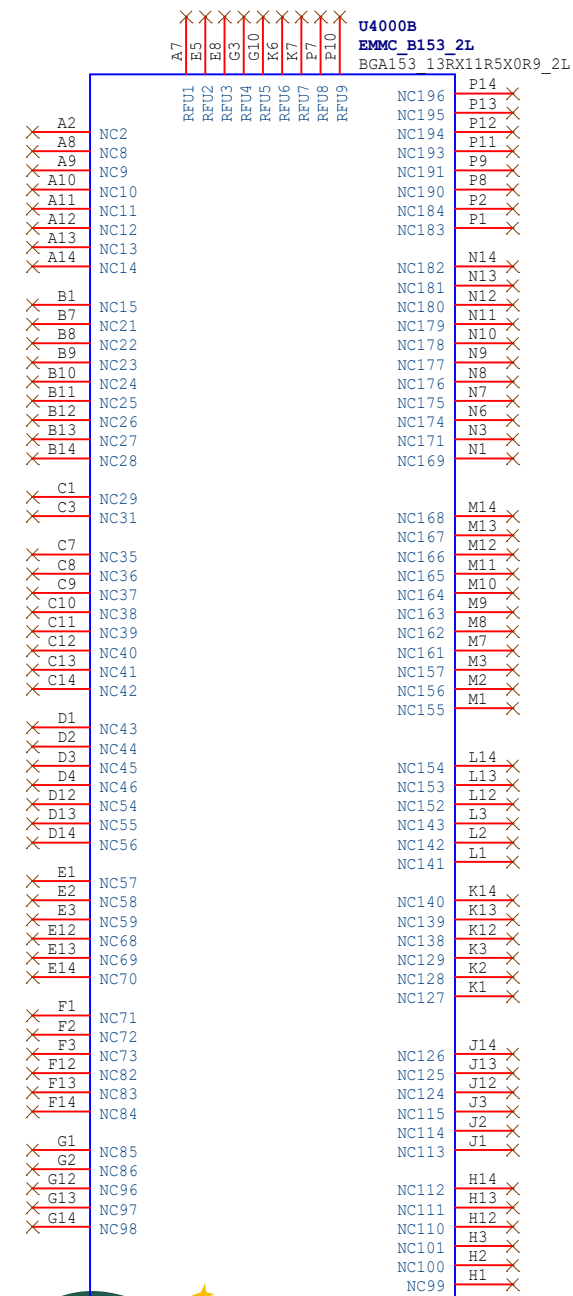 U4000B
EMMC_B153_2L
BGA153_13RX11R5X0R9_2L
A7 E5 E8 G3 G10 K6 K7 P7 P10
RFU1 RFU2 RFU3 RFU4 RFU5 RFU6 RFU7 RFU8 RFU9
A2 NC2
A8 NC8
A9 NC9
A10 NC10
A11 NC11
A12 NC12
A13 NC13
A14 NC14
B1 NC15
B7 NC21
B8 NC22
B9 NC23
B10 NC24
B11 NC25
B12 NC26
B13 NC27
B14 NC28
C1 NC29
C3 NC31
C7 NC35
C8 NC36
C9 NC37
C10 NC38
C11 NC39
C12 NC40
C13 NC41
C14 NC42
D1 NC43
D2 NC44
D3 NC45
D4 NC46
D12 NC54
D13 NC55
D14 NC56
E1 NC57
E2 NC58
E3 NC59
E12 NC68
E13 NC69
E14 NC70
F1 NC71
F2 NC72
F3 NC73
F12 NC82
F13 NC83
F14 NC84
G1 NC85
G2 NC86
G12 NC96
G13 NC97
G14 NC98
NC196 P14
NC195 P13
NC194 P12
NC193 P11
NC191 P9
NC190 P8
NC184 P2
NC183 P1
NC182 N14
NC181 N13
NC180 N12
NC179 N11
NC178 N10
NC177 N9
NC176 N8
NC175 N7
NC174 N6
NC171 N3
NC169 N1
NC168 M14
NC167 M13
NC166 M12
NC165 M11
NC164 M10
NC163 M9
NC162 M8
NC161 M7
NC157 M3
NC156 M2
NC155 M1
NC154 L14
NC153 L13
NC152 L12
NC143 L3
NC142 L2
NC141 L1
NC140 K14
NC139 K13
NC138 K12
NC129 K3
NC128 K2
NC127 K1
NC126 J14
NC125 J13
NC124 J12
NC115 J3
NC114 J2
NC113 J1
NC112 H14
NC111 H13
NC110 H12
NC101 H3
NC100 H2
NC99 H1